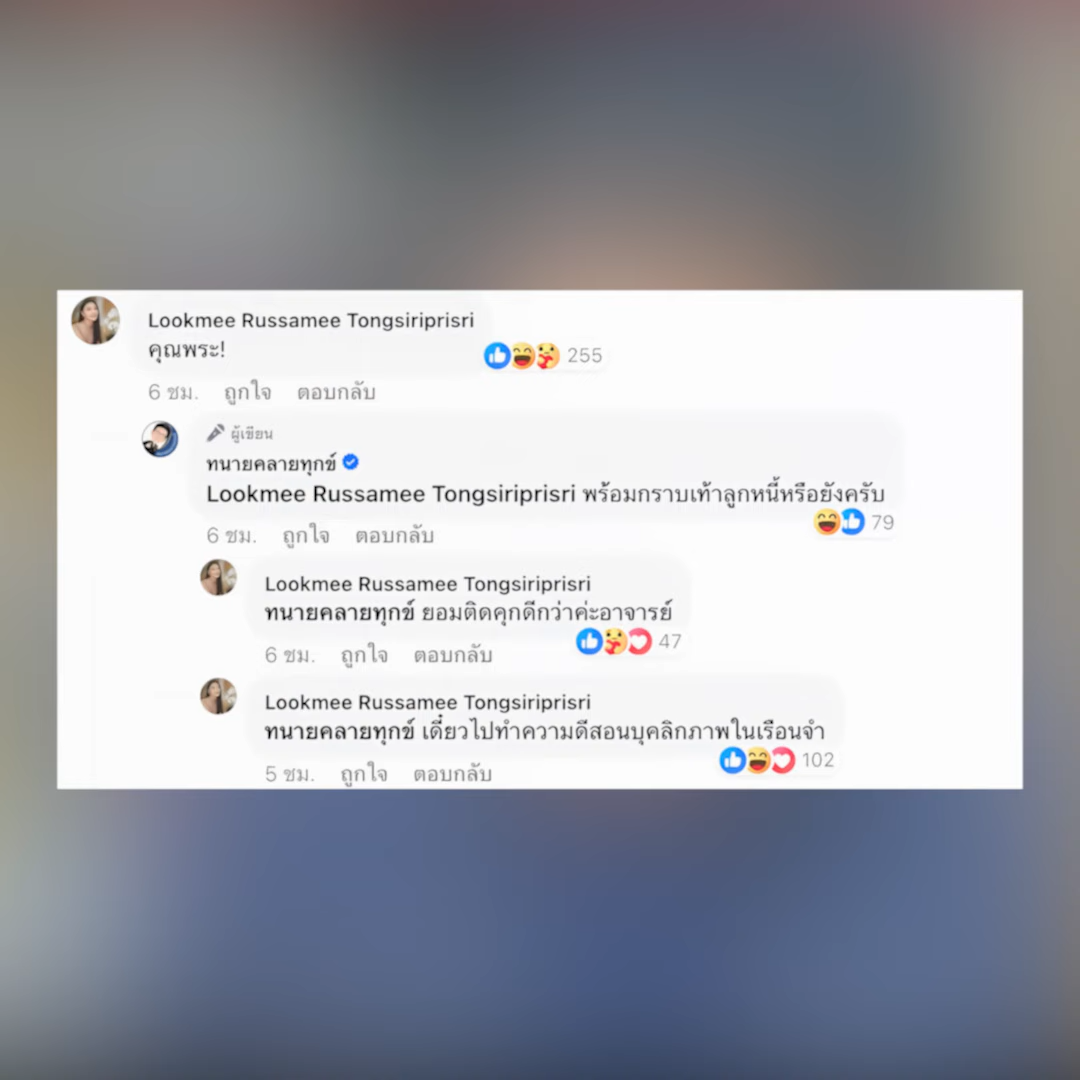 Lookmee Russamee Tongsiriprisri
คุณพระ!
255
6 ชม. ถูกใจ ตอบกลับ
ผู้เขียน
ทนายคลายทุกข์
Lookmee Russamee Tongsiriprisri พร้อมกราบเท้าลูกหนี้หรือยังครับ
79
6 ชม. ถูกใจ ตอบกลับ
Lookmee Russamee Tongsiriprisri
ทนายคลายทุกข์ ยอมติดคุกดีกว่าค่ะอาจารย์
47
6 ชม. ถูกใจ ตอบกลับ
Lookmee Russamee Tongsiriprisri
ทนายคลายทุกข์ เดี๋ยวไปทำความดีสอนบุคลิกภาพในเรือนจำ
102
5 ชม. ถูกใจ ตอบกลับ